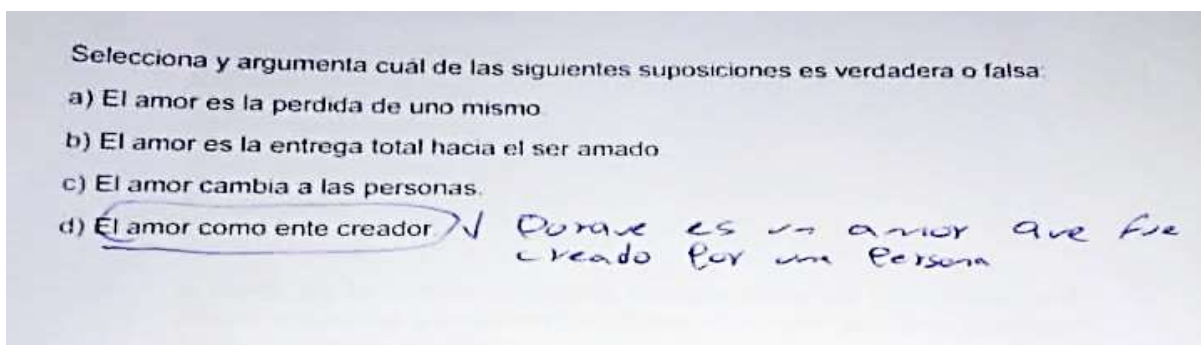 Selecciona y argumenta cuál de las siguientes suposiciones es verdadera o falsa:
a) El amor es la perdida de uno mismo.
b) El amor es la entrega total hacia el ser amado
c) El amor cambia a las personas.
d) El amor como ente creador. Porque es un amor que fue
creado por una Persona